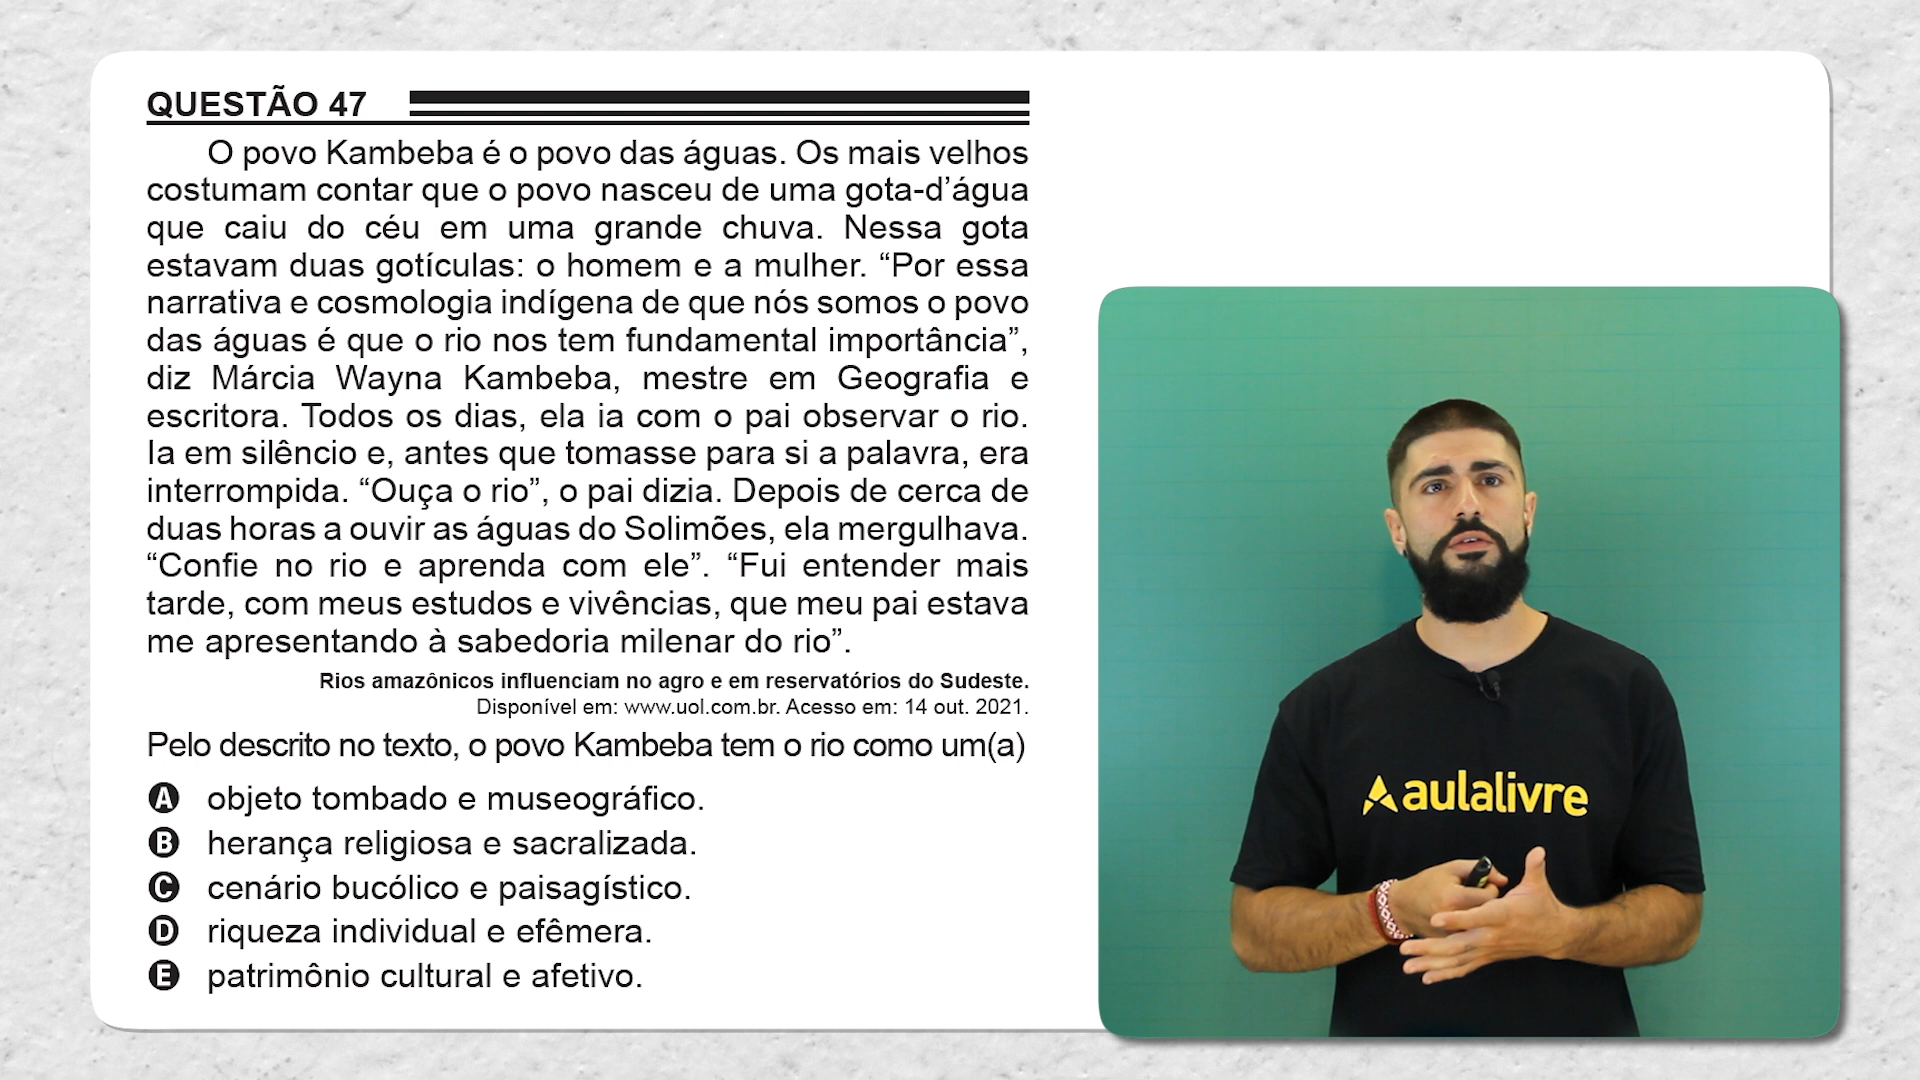 QUESTÃO 47
O povo Kambeba é o povo das águas. Os mais velhos
costumam contar que o povo nasceu de uma gota-d’água
que caiu do céu em uma grande chuva. Nessa gota
estavam duas gotículas: o homem e a mulher. “Por essa
narrativa e cosmologia indígena de que nós somos o povo
das águas é que o rio nos tem fundamental importância”,
diz Márcia Wayna Kambeba, mestre em Geografia e
escritora. Todos os dias, ela ia com o pai observar o rio.
Ia em silêncio e, antes que tomasse para si a palavra, era
interrompida. “Ouça o rio”, o pai dizia. Depois de cerca de
duas horas a ouvir as águas do Solimões, ela mergulhava.
“Confie no rio e aprenda com ele”. “Fui entender mais
tarde, com meus estudos e vivências, que meu pai estava
me apresentando à sabedoria milenar do rio”.
Rios amazônicos influenciam no agro e em reservatórios do Sudeste.
Disponível em: www.uol.com.br. Acesso em: 14 out. 2021.
Pelo descrito no texto, o povo Kambeba tem o rio como um(a)
A objeto tombado e museográfico.
B herança religiosa e sacralizada.
C cenário bucólico e paisagístico.
D riqueza individual e efêmera.
E patrimônio cultural e afetivo.
aulalivre